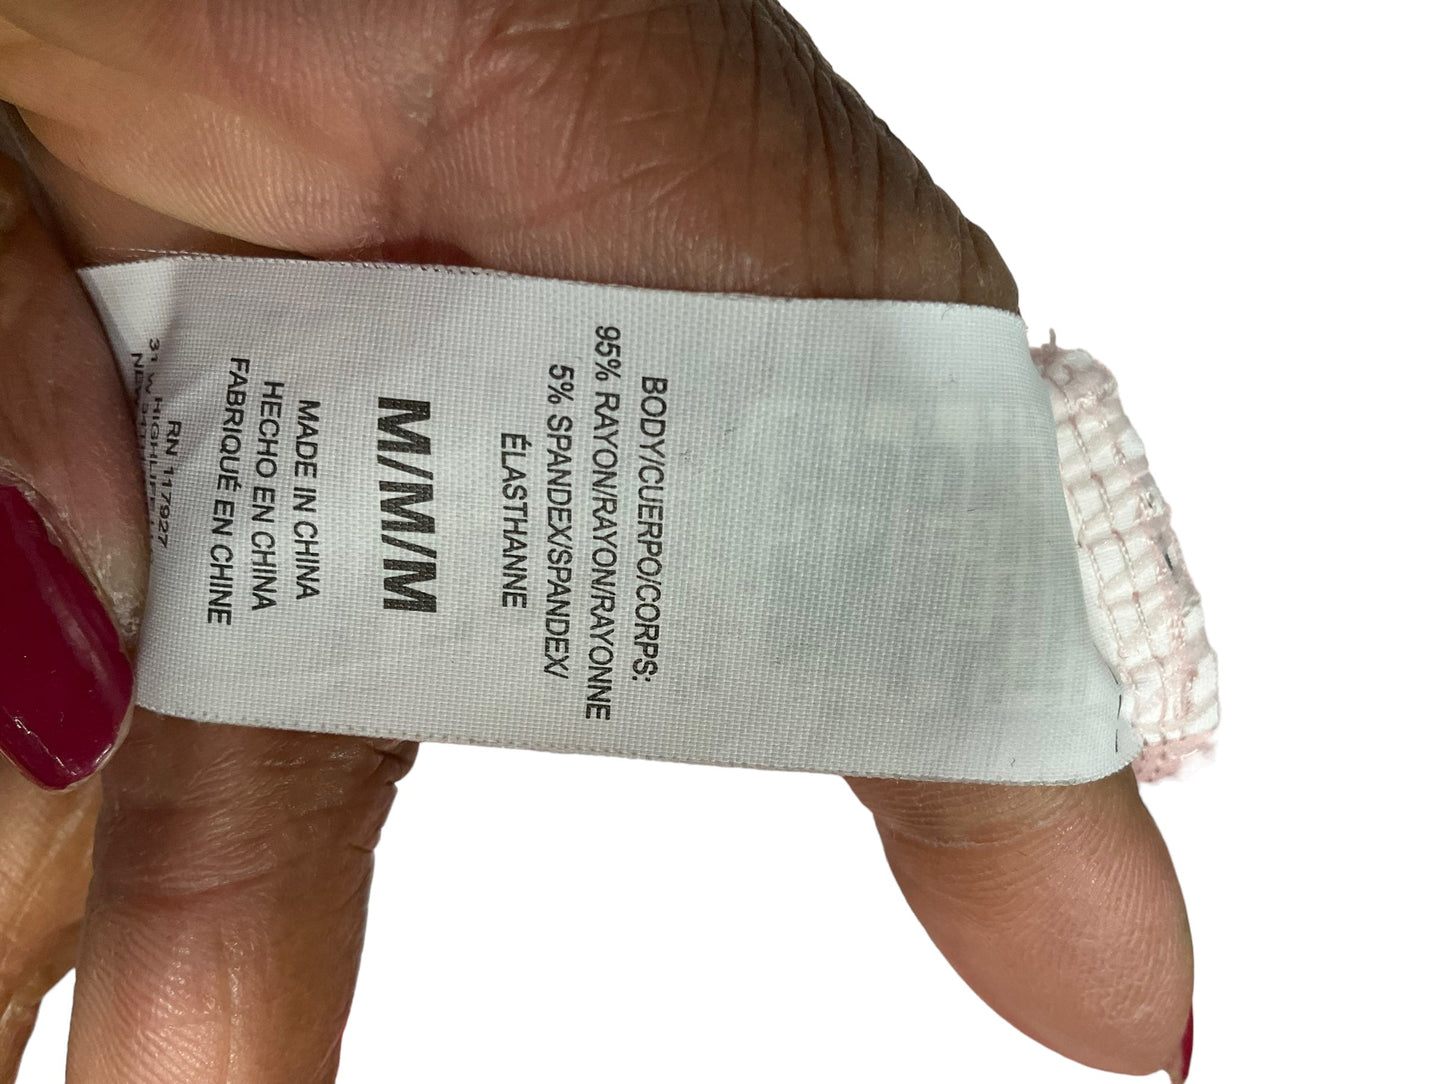 BODY/CUERPO/CORPS:
95% RAYON/RAYON/RAYONNE
5% SPANDEX/SPANDEX/
ÉLASTHANNE
M/M/M
MADE IN CHINA
HECHO EN CHINA
FABRIQUÉ EN CHINE
RN 117927
31 W